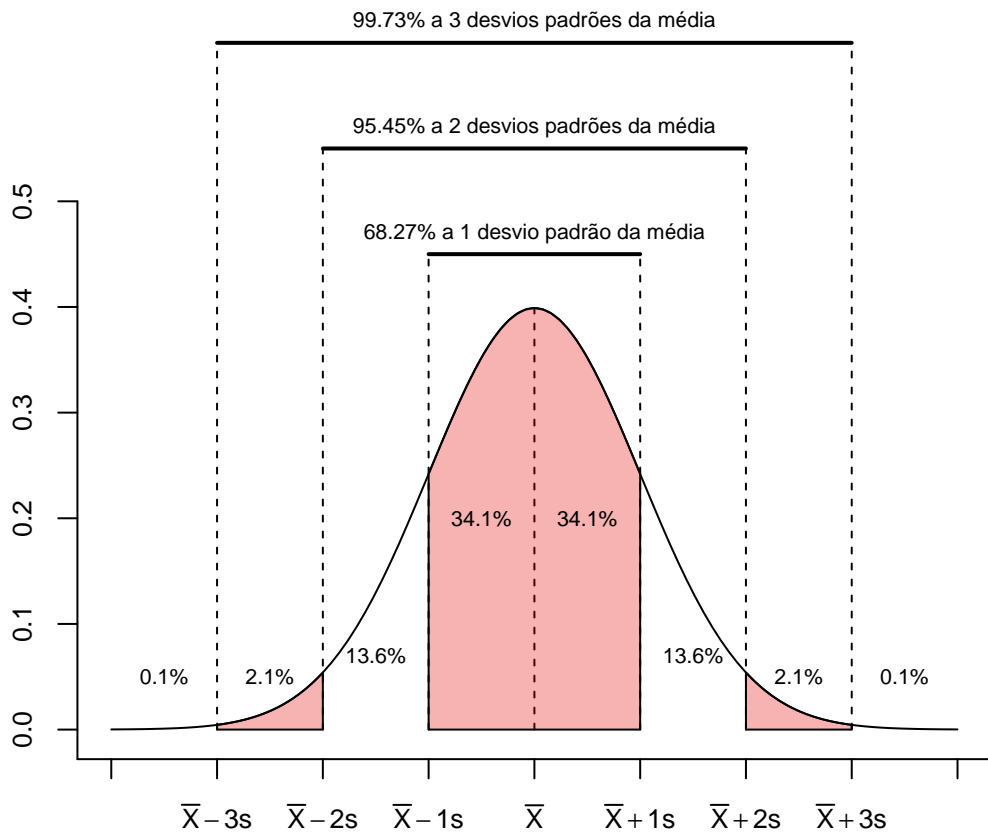 99.73% a 3 desvios padrões da média
95.45% a 2 desvios padrões da média
0.5
68.27% a 1 desvio padrão da média
0.4
0.3
0.2
34.1% 34.1%
0.1
13.6% 13.6%
0.1% 2.1% 2.1% 0.1%
0.0
X̅ − 3s X̅ − 2s X̅ − 1s X̅ X̅ + 1s X̅ + 2s X̅ + 3s